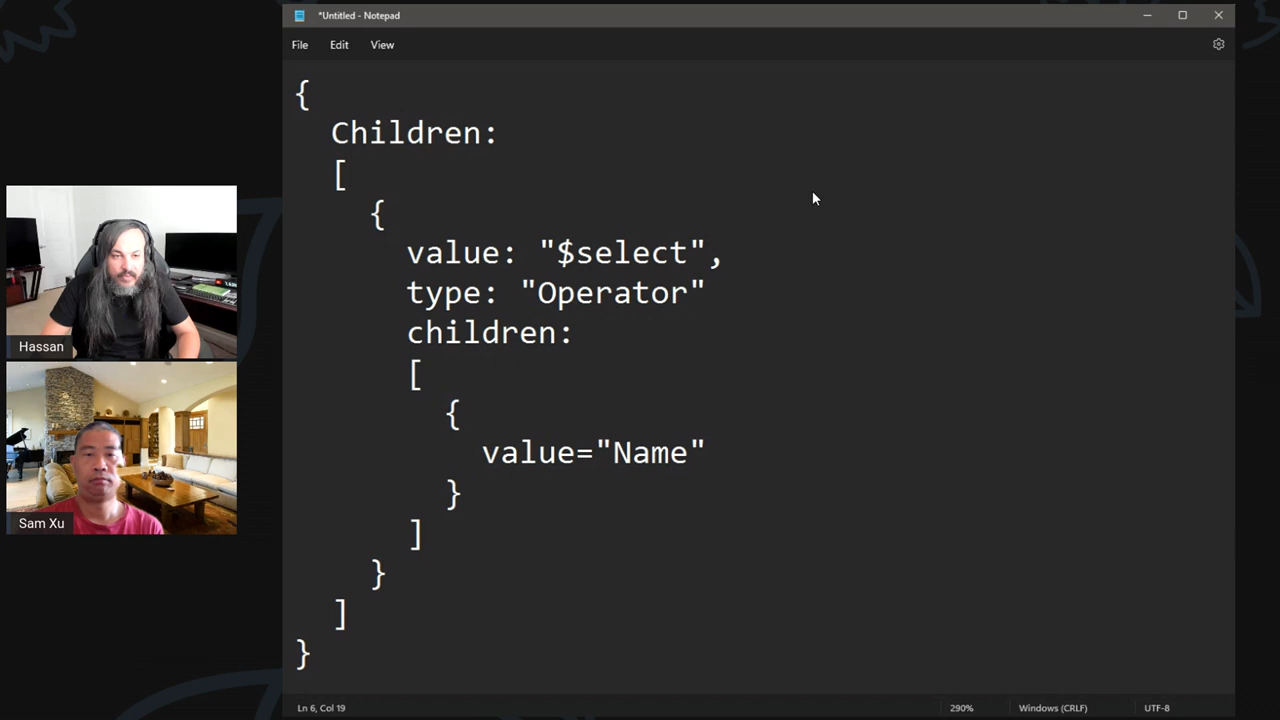 *Untitled - Notepad
File Edit View
{
Children:
[
{
value: "$select",
type: "Operator"
children:
[
{
value="Name"
}
]
}
]
}
Hassan
Sam Xu
Ln 6, Col 19
290%
Windows (CRLF)
UTF-8